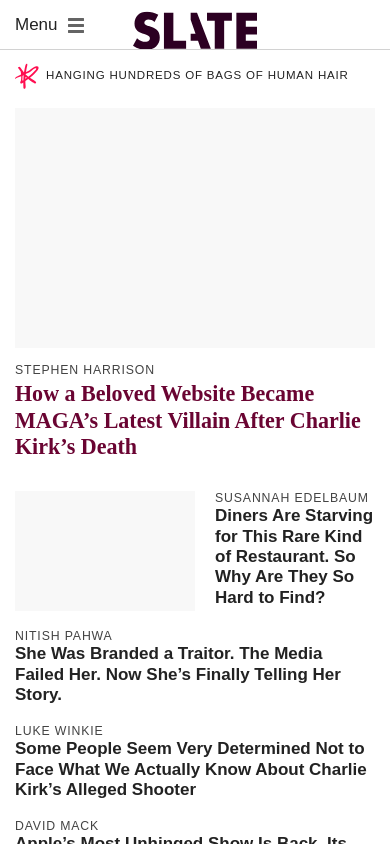 Menu
SLATE
HANGING HUNDREDS OF BAGS OF HUMAN HAIR
STEPHEN HARRISON
How a Beloved Website Became
MAGA’s Latest Villain After Charlie
Kirk’s Death
SUSANNAH EDELBAUM
Diners Are Starving
for This Rare Kind
of Restaurant. So
Why Are They So
Hard to Find?
NITISH PAHWA
She Was Branded a Traitor. The Media
Failed Her. Now She’s Finally Telling Her
Story.
LUKE WINKIE
Some People Seem Very Determined Not to
Face What We Actually Know About Charlie
Kirk’s Alleged Shooter
DAVID MACK
Apple’s Most Unhinged Show Is Back. Its